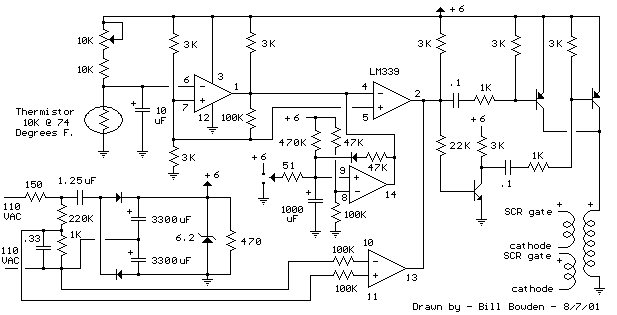 + 6
10K
3K
3K
3K
3K
3K
LM339
10K
6
3
1
4
2
.1
1K
7
12
5
+
10
uF
100K
Thermistor
10K @ 74
Degrees F.
+ 6
470K
47K
22K
+ 6
3K
3K
+ 6
51
9
47K
1K
.1
8
14
150
1.25uF
+ 6
1000
uF
100K
110
VAC
220K
3300uF
6.2
470
SCR gate
+
+
.33
1K
110
VAC
3300uF
100K
10
cathode
SCR gate
+
13
100K
11
cathode
Drawn by - Bill Bowden - 8/7/01